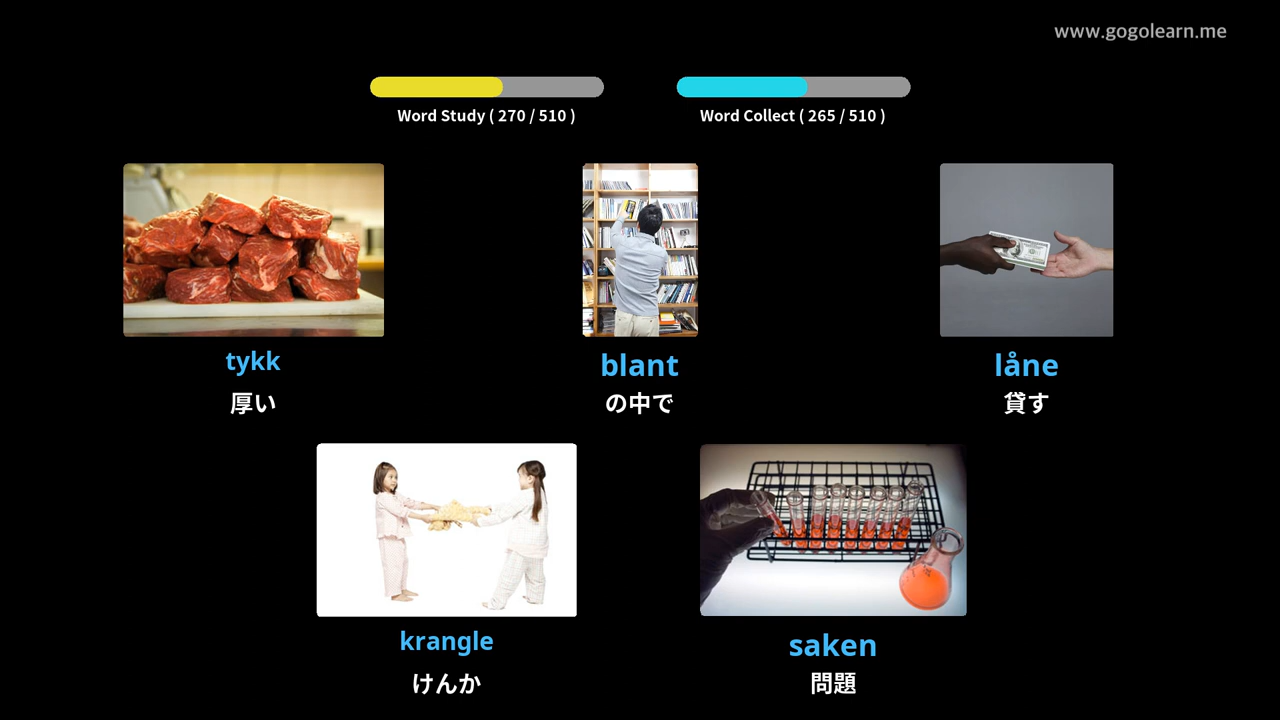 www.gogolearn.me
Word Study ( 270 / 510 )
Word Collect ( 265 / 510 )
tykk
厚い
blant
の中で
låne
貸す
krangle
けんか
saken
問題